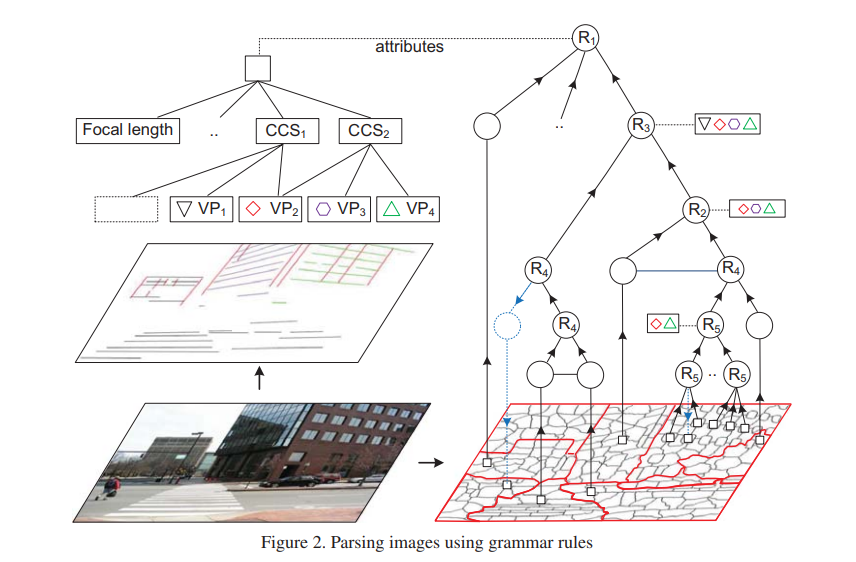 attributes
R1
Focal length
..
CCS1
CCS2
..
R3
VP1
VP2
VP3
VP4
R2
R4
R4
R4
R5
R5
..
R5
Figure 2. Parsing images using grammar rules